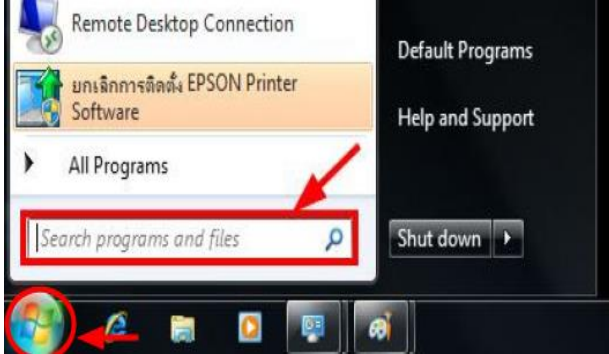 Remote Desktop Connection
ยกเลิกการติดตั้ง EPSON Printer
Software
All Programs
Search programs and files
Default Programs
Help and Support
Shut down